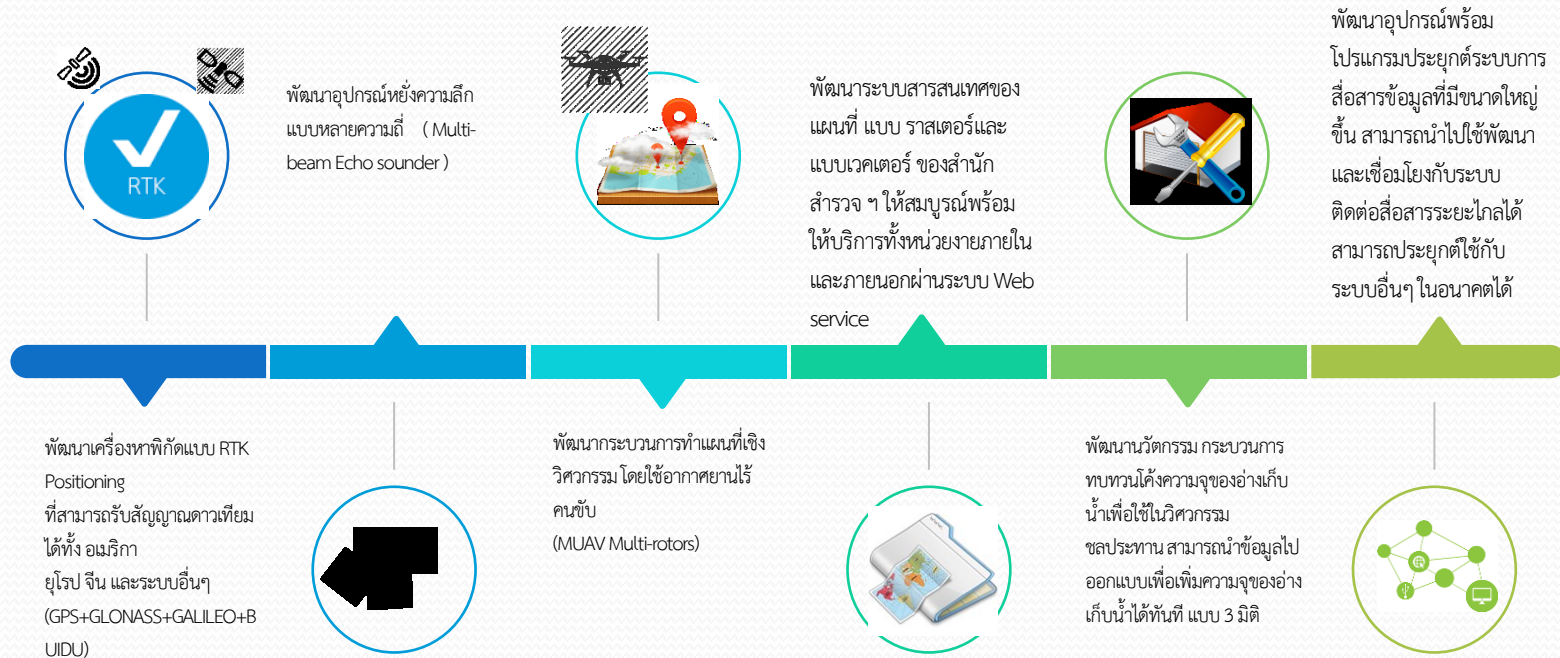 RTK
พัฒนาเครื่องหาพิกัดแบบ RTK
Positioning
ที่สามารถรับสัญญาณดาวเทียม
ได้ทั้ง อเมริกา
ยุโรป จีน และระบบอื่นๆ
(GPS+GLONASS+GALILEO+B
UIDU)
พัฒนาอุปกรณ์หยั่งความลึก
แบบหลายความถี่ ( Multi-
beam Echo sounder )
พัฒนากระบวนการทำแผนที่เชิง
วิศวกรรม โดยใช้อากาศยานไร้
คนขับ
(MUAV Multi-rotors)
พัฒนาระบบสารสนเทศของ
แผนที่ แบบ ราสเตอร์และ
แบบเวคเตอร์ ของสำนัก
สำรวจ ฯ ให้สมบูรณ์พร้อม
ให้บริการทั้งหน่วยงายภายใน
และภายนอกผ่านระบบ Web
service
พัฒนานวัตกรรม กระบวนการ
ทบทวนโค้งความจุของอ่างเก็บ
น้ำเพื่อใช้ในวิศวกรรม
ชลประทาน สามารถนำข้อมูลไป
ออกแบบเพื่อเพิ่มความจุของอ่าง
เก็บน้ำได้ทันที แบบ 3 มิติ
พัฒนาอุปกรณ์พร้อม
โปรแกรมประยุกต์ระบบการ
สื่อสารข้อมูลที่มีขนาดใหญ่
ขึ้น สามารถนำไปใช้พัฒนา
และเชื่อมโยงกับระบบ
ติดต่อสื่อสารระยะไกลได้
สามารถประยุกต์ใช้กับ
ระบบอื่นๆ ในอนาคตได้